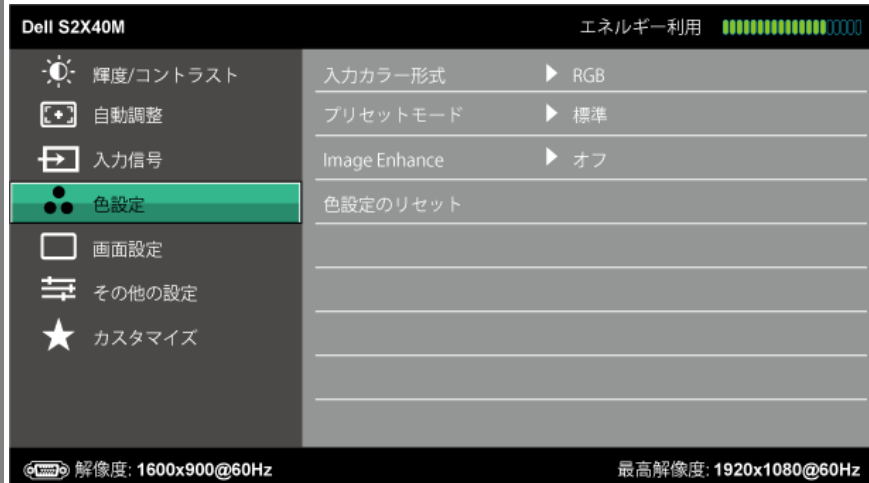 Dell S2X40M エネルギー利用
輝度/コントラスト
自動調整
入力信号
色設定
画面設定
その他の設定
カスタマイズ
入力カラー形式 RGB
プリセットモード 標準
Image Enhance オフ
色設定のリセット
解像度: 1600x900@60Hz 最高解像度: 1920x1080@60Hz